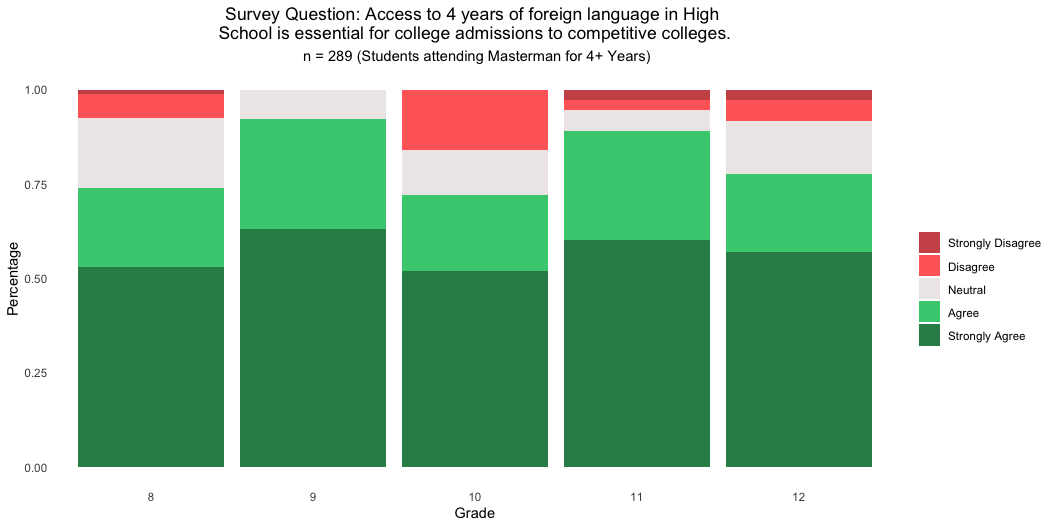 Survey Question: Access to 4 years of foreign language in High
School is essential for college admissions to competitive colleges.
n = 289 (Students attending Masterman for 4+ Years)
1.00
0.75
0.50
0.25
0.00
Percentage
8 9 10 11 12
Grade
Strongly Disagree
Disagree
Neutral
Agree
Strongly Agree